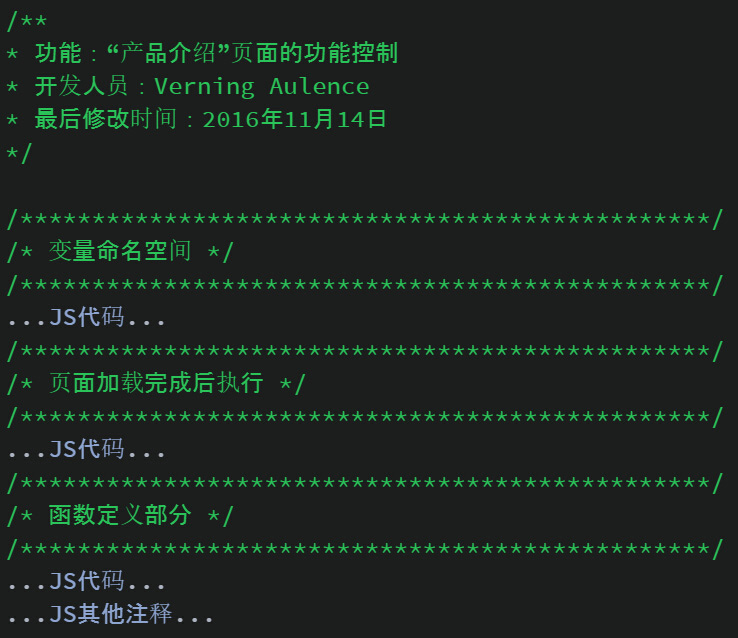 /**
* 功能：“产品介绍”页面的功能控制
* 开发人员：Verning Aulence
* 最后修改时间：2016年11月14日
*/
/************************************************/
/* 变量命名空间 */
/************************************************/
...JS代码...
/************************************************/
/* 页面加载完成后执行 */
/************************************************/
...JS代码...
/************************************************/
/* 函数定义部分 */
/************************************************/
...JS代码...
...JS其他注释...